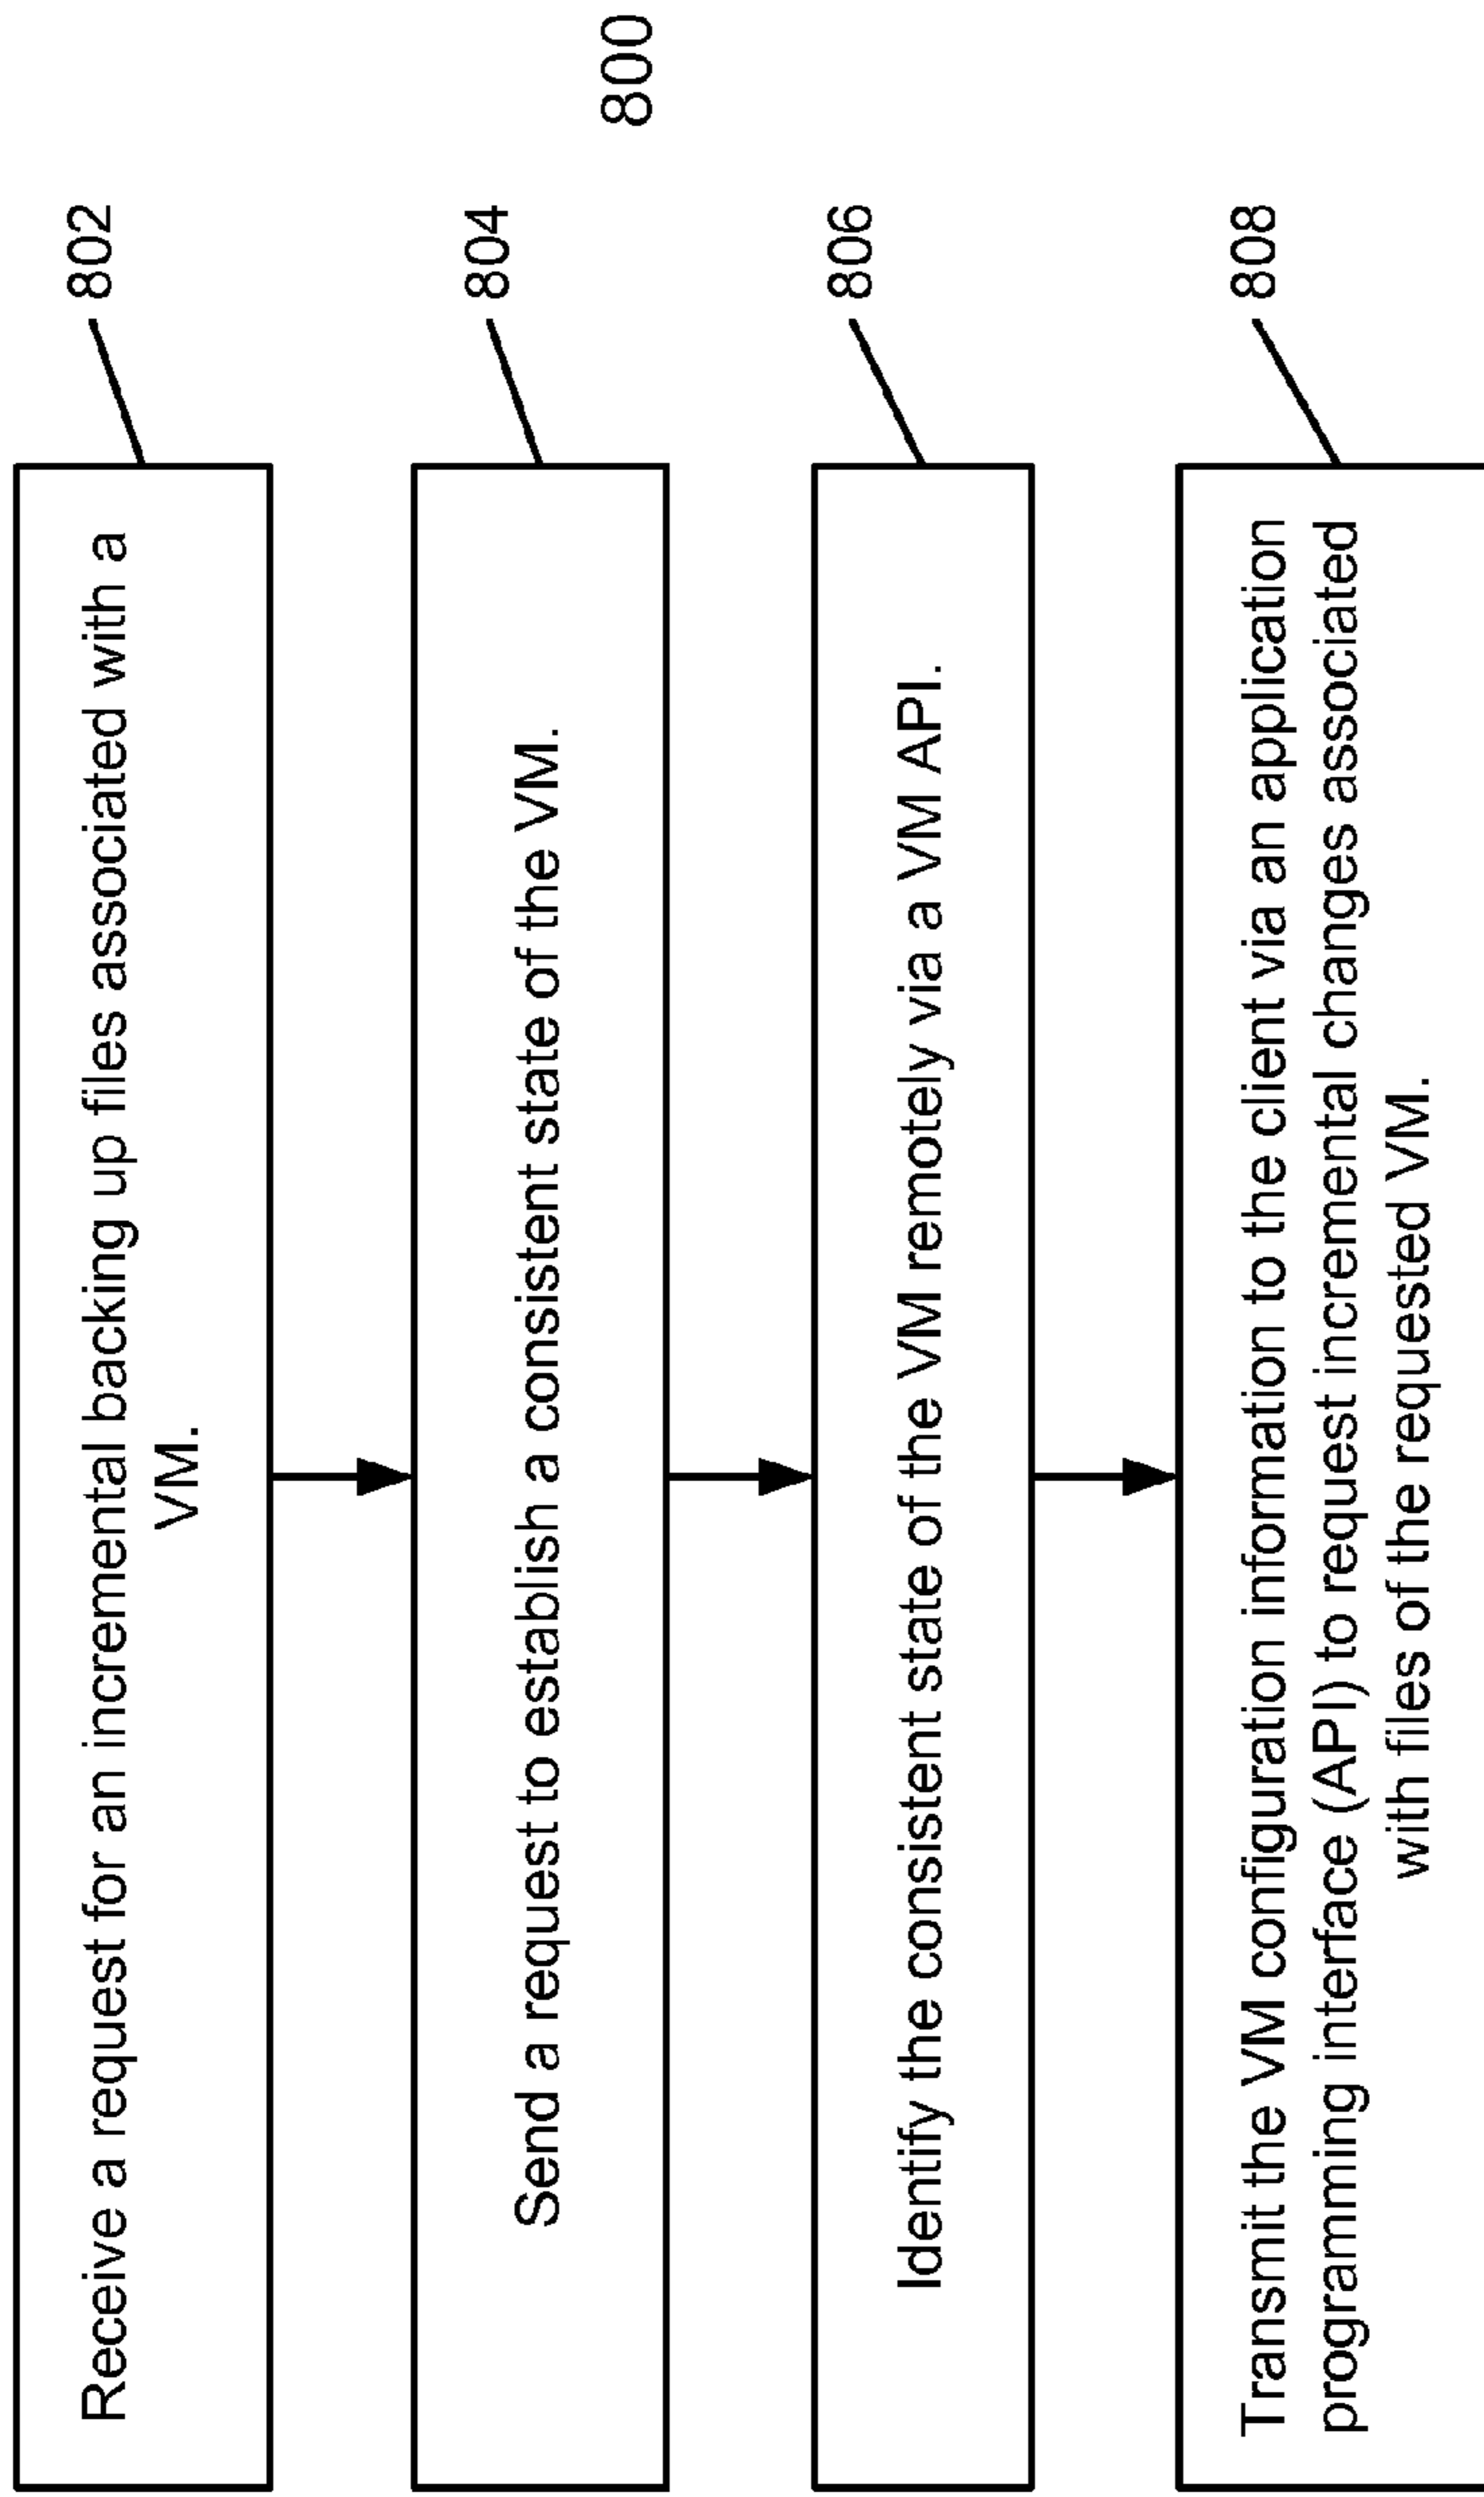 Receive a request for an incremental backing up files associated with a
VM.
802
Send a request to establish a consistent state of the VM.
804
Identify the consistent state of the VM remotely via a VM API.
806
Transmit the VM configuration information to the client via an application
programming interface (API) to request incremental changes associated
with files of the requested VM.
808
800